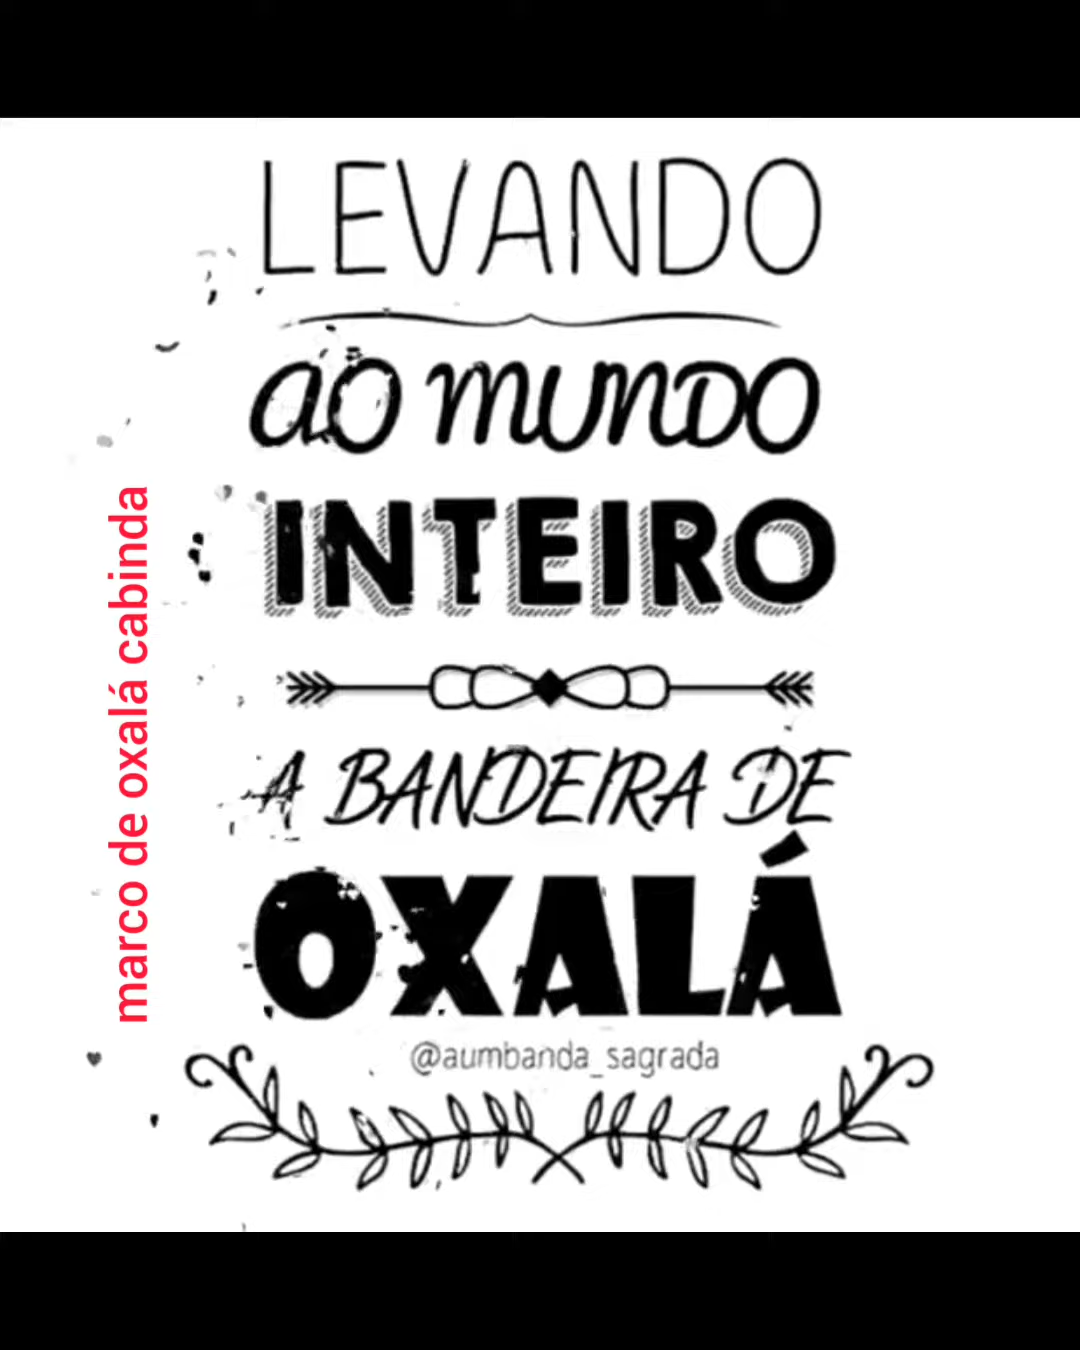 LEVANDO
AO MUNDO
INTEIRO
A BANDEIRA DE
OXALÁ
@aumbanda_sagrada
marco de oxalá cabinda